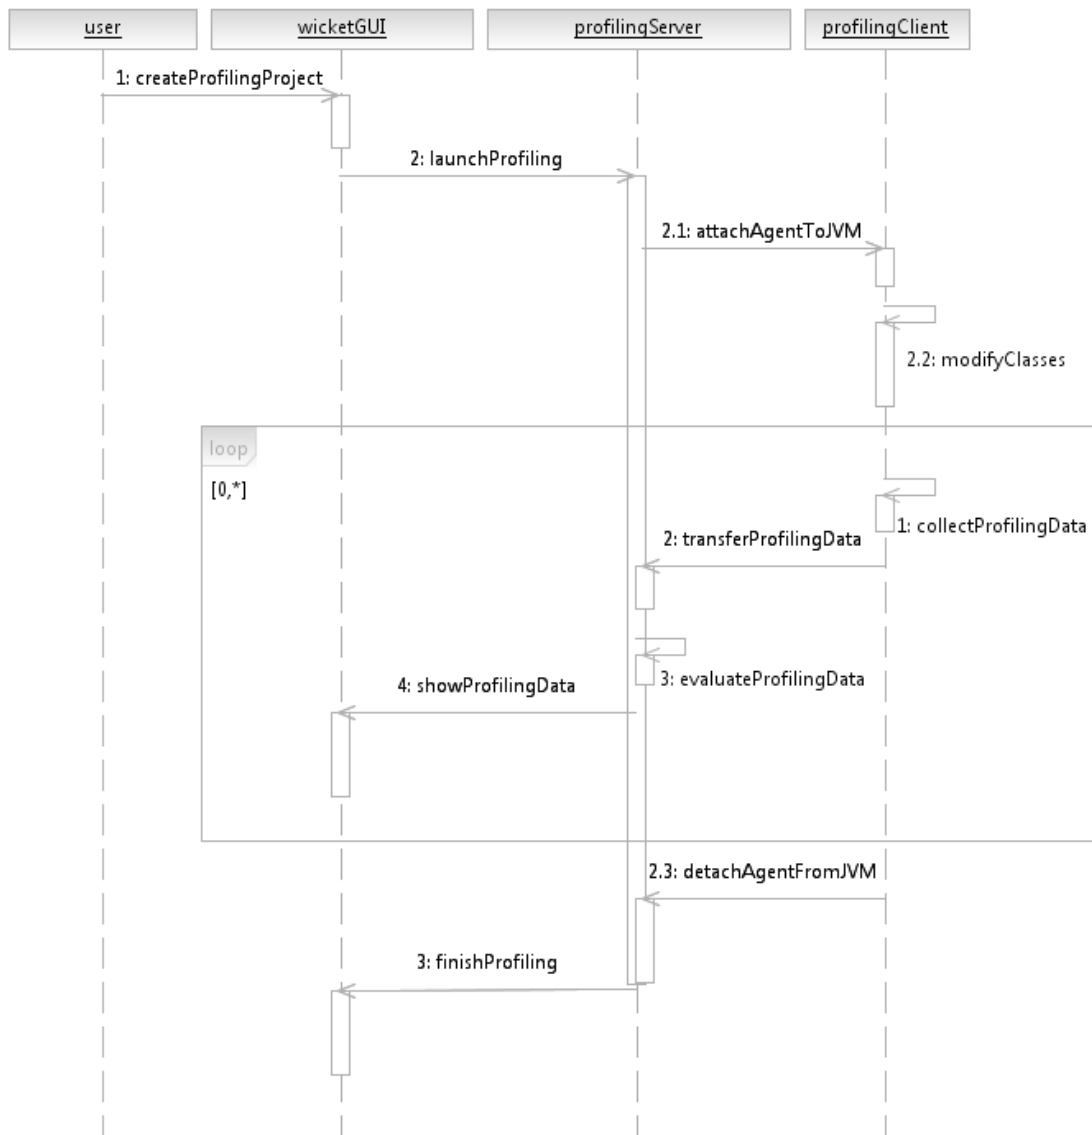 user
wicketGUI
profilingServer
profilingClient
1: createProfilingProject
2: launchProfiling
2.1: attachAgentToJVM
2.2: modifyClasses
loop
[0,*]
1: collectProfilingData
2: transferProfilingData
3: evaluateProfilingData
4: showProfilingData
2.3: detachAgentFromJVM
3: finishProfiling